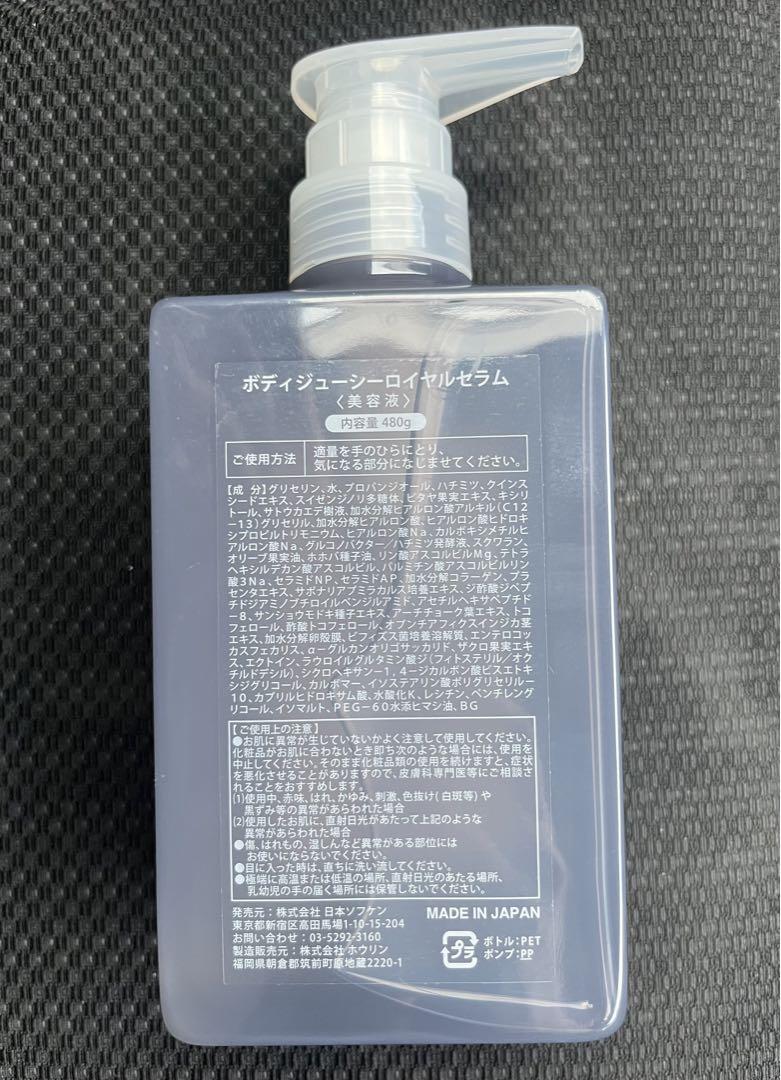 ボディジューシーロイヤルセラム
〈美容液〉
内容量 480g
ご使用方法
適量を手のひらにとり、
気になる部分になじませてください。
【成 分】グリセリン、水、プロパンジオール、ハチミツ、クインス
シードエキス、スイゼンジノリ多糖体、ピタヤ果実エキス、キシリ
トール、サトウカエデ樹液、加水分解ヒアルロン酸アルキル(C12
-13)グリセリル、加水分解ヒアルロン酸、ヒアルロン酸ヒドロキ
シプロピルトリモニウム、ヒアルロン酸Na、カルボキシメチルヒ
アルロン酸Na、グルコノバクター/ハチミツ発酵液、スクワラン、
オリーブ果実油、ホホバ種子油、リン酸アスコルビルMg、テトラ
ヘキシルデカン酸アスコルビル、パルミチン酸アスコルビルリン
酸3Na、セラミドNP、セラミドAP、加水分解コラーゲン、プラ
センタエキス、サポナリアプミラカルス培養エキス、ジ酢酸ジペプ
チドジアミノブチロイルベンジルアミド、アセチルヘキサペプチド
-8、サンショウモドキ種子エキス、アーチチョーク葉エキス、トコ
フェロール、酢酸トコフェロール、オプンチアフィクスインジカ茎
エキス、加水分解卵殻膜、ビフィズス菌培養溶解質、エンテロコッ
カスフェカリス、α-グルカンオリゴサッカリド、ザクロ果実エキ
ス、エクトイン、ラウロイルグルタミン酸ジ(フィトステリル/オク
チルドデシル)、シクロヘキサン-1,4-ジカルボン酸ビスエトキ
シジグリコール、カルボマー、イソステアリン酸ポリグリセリル-
10、カプリルヒドロキサム酸、水酸化K、レシチン、ペンチレング
リコール、イソマルト、PEG-60水添ヒマシ油、BG
【ご使用上の注意】
●お肌に異常が生じていないかよく注意して使用してください。
化粧品がお肌に合わないとき即ち次のような場合には、使用を
中止してください。そのまま化粧品類の使用を続けますと、症状
を悪化させることがありますので、皮膚科専門医等にご相談さ
れることをおすすめします。
(1)使用中、赤味、はれ、かゆみ、刺激、色抜け(白斑等)や
黒ずみ等の異常があらわれた場合
(2)使用したお肌に、直射日光があたって上記のような
異常があらわれた場合
●傷、はれもの、湿しんなど異常がある部位には
お使いにならないでください。
●目に入った時は、直ちに洗い流してください。
●極端に高温または低温の場所、直射日光のあたる場所、
乳幼児の手の届く場所には保管しないでください。
発売元:株式会社 日本ソフケン
東京都新宿区高田馬場1-10-15-204
お問い合わせ:03-5292-3160
製造販売元:株式会社 ホウリン
福岡県朝倉郡筑前町原地蔵2220-1
MADE IN JAPAN
プラ
ボトル:PET
ポンプ:PP